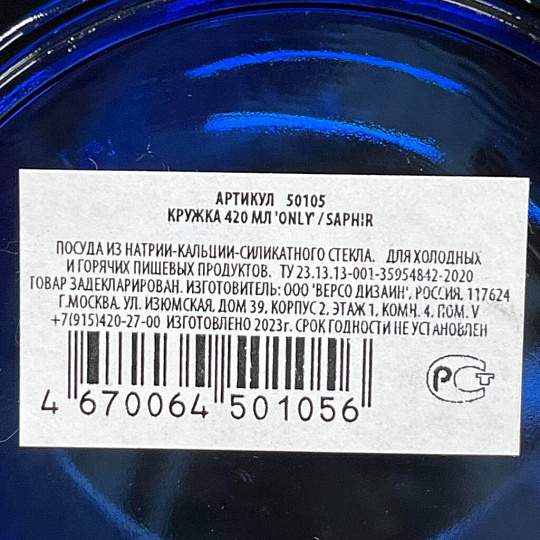 АРТИКУЛ 50105
КРУЖКА 420 МЛ 'ONLY' / SAPHIR
ПОСУДА ИЗ НАТРИИ-КАЛЬЦИИ-СИЛИКАТНОГО СТЕКЛА. ДЛЯ ХОЛОДНЫХ
И ГОРЯЧИХ ПИЩЕВЫХ ПРОДУКТОВ. ТУ 23.13.13-001-35954842-2020
ТОВАР ЗАДЕКЛАРИРОВАН. ИЗГОТОВИТЕЛЬ: ООО 'ВЕРСО ДИЗАЙН', РОССИЯ, 117624
Г.МОСКВА. УЛ. ИЗЮМСКАЯ, ДОМ 39, КОРПУС 2, ЭТАЖ 1, КОМН. 4. ПОМ. V
+7(915)420-27-00 ИЗГОТОВЛЕНО 2023г. СРОК ГОДНОСТИ НЕ УСТАНОВЛЕН
РСТ
4 670064 501056